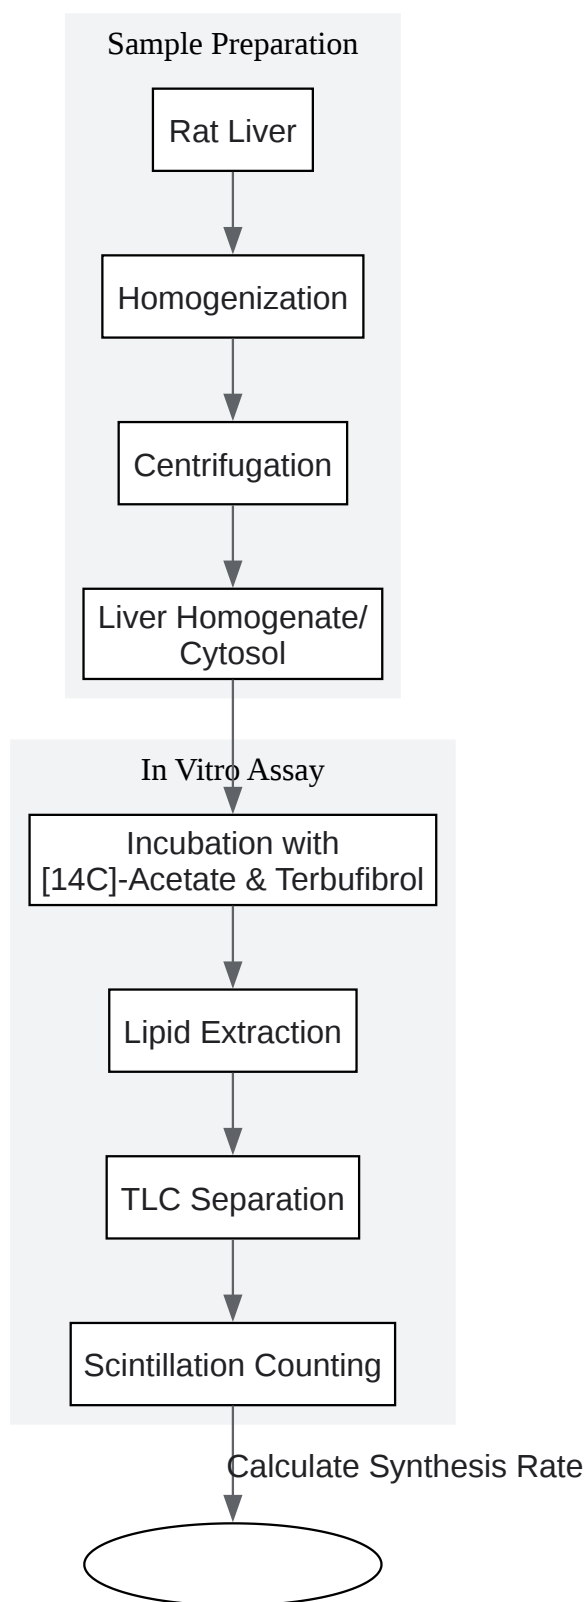 Sample Preparation
Rat Liver
Homogenization
Centrifugation
Liver Homogenate/
Cytosol
In Vitro Assay
Incubation with
[14C]-Acetate & Terbufibrol
Lipid Extraction
TLC Separation
Scintillation Counting
Calculate Synthesis Rate